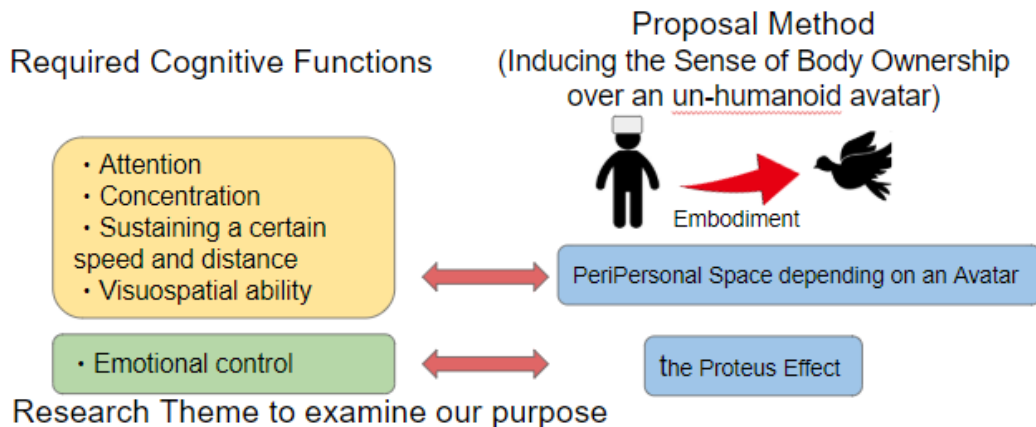 Required Cognitive Functions
Proposal Method
(Inducing the Sense of Body Ownership
over an un-humanoid avatar)
・Attention
・Concentration
・Sustaining a certain
speed and distance
・Visuospatial ability
Embodiment
PeriPersonal Space depending on an Avatar
・Emotional control
the Proteus Effect
Research Theme to examine our purpose